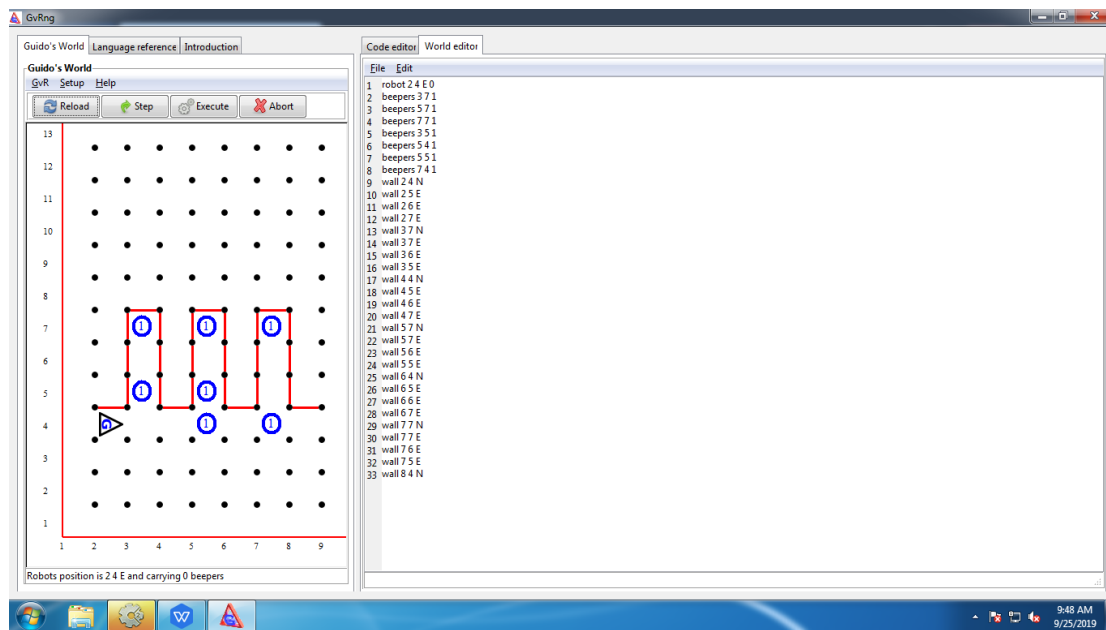 GvRng
Guido's World Language reference Introduction
Guido's World
GvR Setup Help
Reload Step Execute Abort
13
12
11
10
9
8
7 1 1 1
6
5 1 1
4 G 1 1
3
2
1
1 2 3 4 5 6 7 8 9
Robots position is 2 4 E and carrying 0 beepers
Code editor World editor
File Edit
1 robot 2 4 E 0
2 beepers 3 7 1
3 beepers 5 7 1
4 beepers 7 7 1
5 beepers 3 5 1
6 beepers 5 4 1
7 beepers 5 5 1
8 beepers 7 4 1
9 wall 2 4 N
10 wall 2 5 E
11 wall 2 6 E
12 wall 2 7 E
13 wall 3 7 N
14 wall 3 7 E
15 wall 3 6 E
16 wall 3 5 E
17 wall 4 4 N
18 wall 4 5 E
19 wall 4 6 E
20 wall 4 7 E
21 wall 5 7 N
22 wall 5 7 E
23 wall 5 6 E
24 wall 5 5 E
25 wall 6 4 N
26 wall 6 5 E
27 wall 6 6 E
28 wall 6 7 E
29 wall 7 7 N
30 wall 7 7 E
31 wall 7 6 E
32 wall 7 5 E
33 wall 8 4 N
9:48 AM
9/25/2019